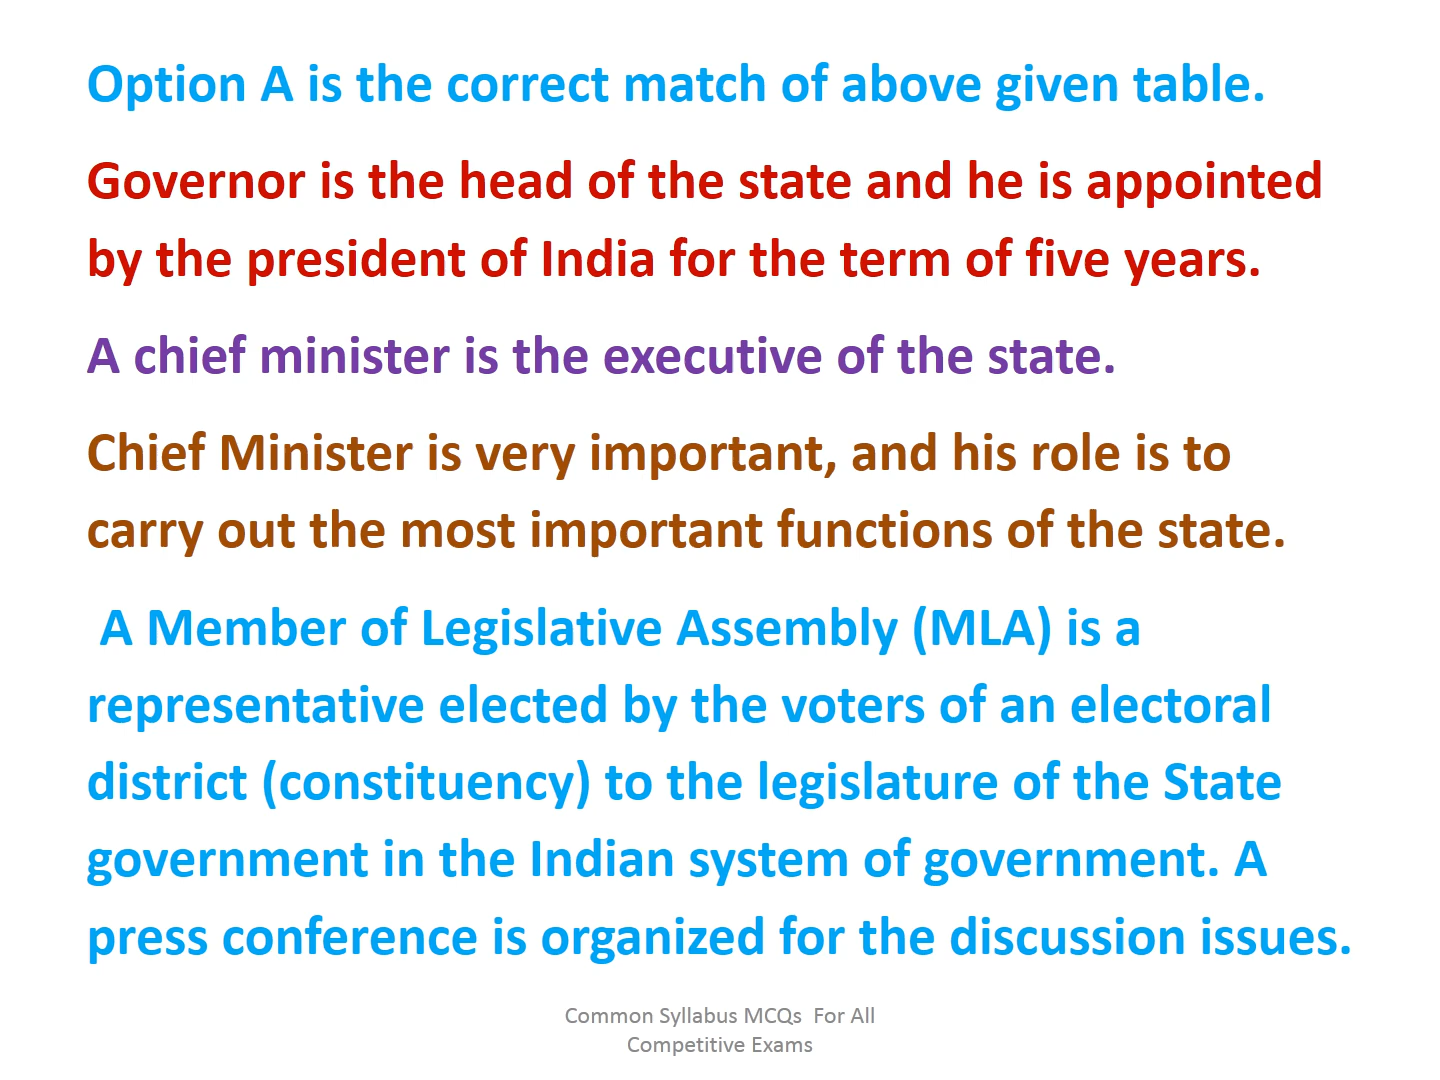 Option A is the correct match of above given table.
Governor is the head of the state and he is appointed
by the president of India for the term of five years.
A chief minister is the executive of the state.
Chief Minister is very important, and his role is to
carry out the most important functions of the state.
A Member of Legislative Assembly (MLA) is a
representative elected by the voters of an electoral
district (constituency) to the legislature of the State
government in the Indian system of government. A
press conference is organized for the discussion issues.
Common Syllabus MCQs For All
Competitive Exams